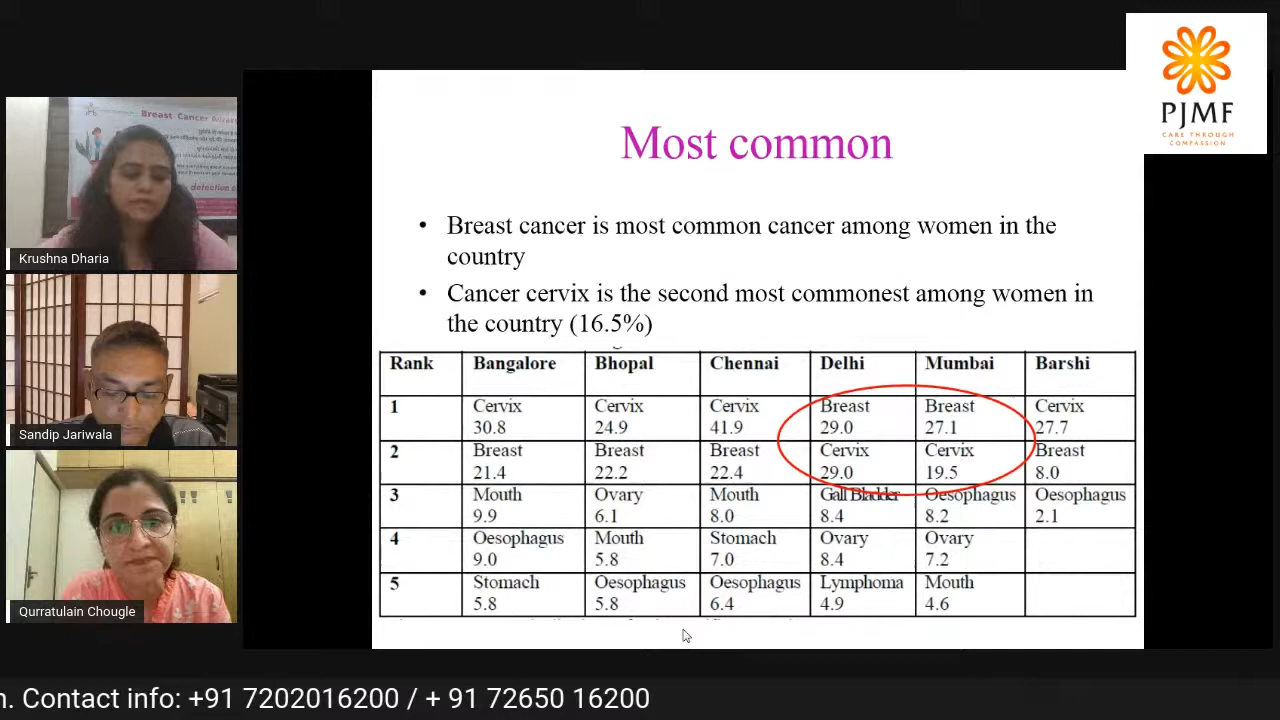 PJMF
CARE THROUGH
COMPASSION
Breast Cancer
detection
Krushna Dharia
Sandip Jariwala
Qurratulain Chougle
Most common
• Breast cancer is most common cancer among women in the
country
• Cancer cervix is the second most commonest among women in
the country (16.5%)
Rank Bangalore Bhopal Chennai Delhi Mumbai Barshi
1 Cervix Cervix Cervix Breast Breast Cervix
30.8 24.9 41.9 29.0 27.1 27.7
2 Breast Breast Breast Cervix Cervix Breast
21.4 22.2 22.4 29.0 19.5 8.0
3 Mouth Ovary Mouth Gall Bladder Oesophagus Oesophagus
9.9 6.1 8.0 8.4 8.2 2.1
4 Oesophagus Mouth Stomach Ovary Ovary
9.0 5.8 7.0 8.4 7.2
5 Stomach Oesophagus Oesophagus Lymphoma Mouth
5.8 5.8 6.4 4.9 4.6
. Contact info: +91 7202016200 / + 91 72650 16200